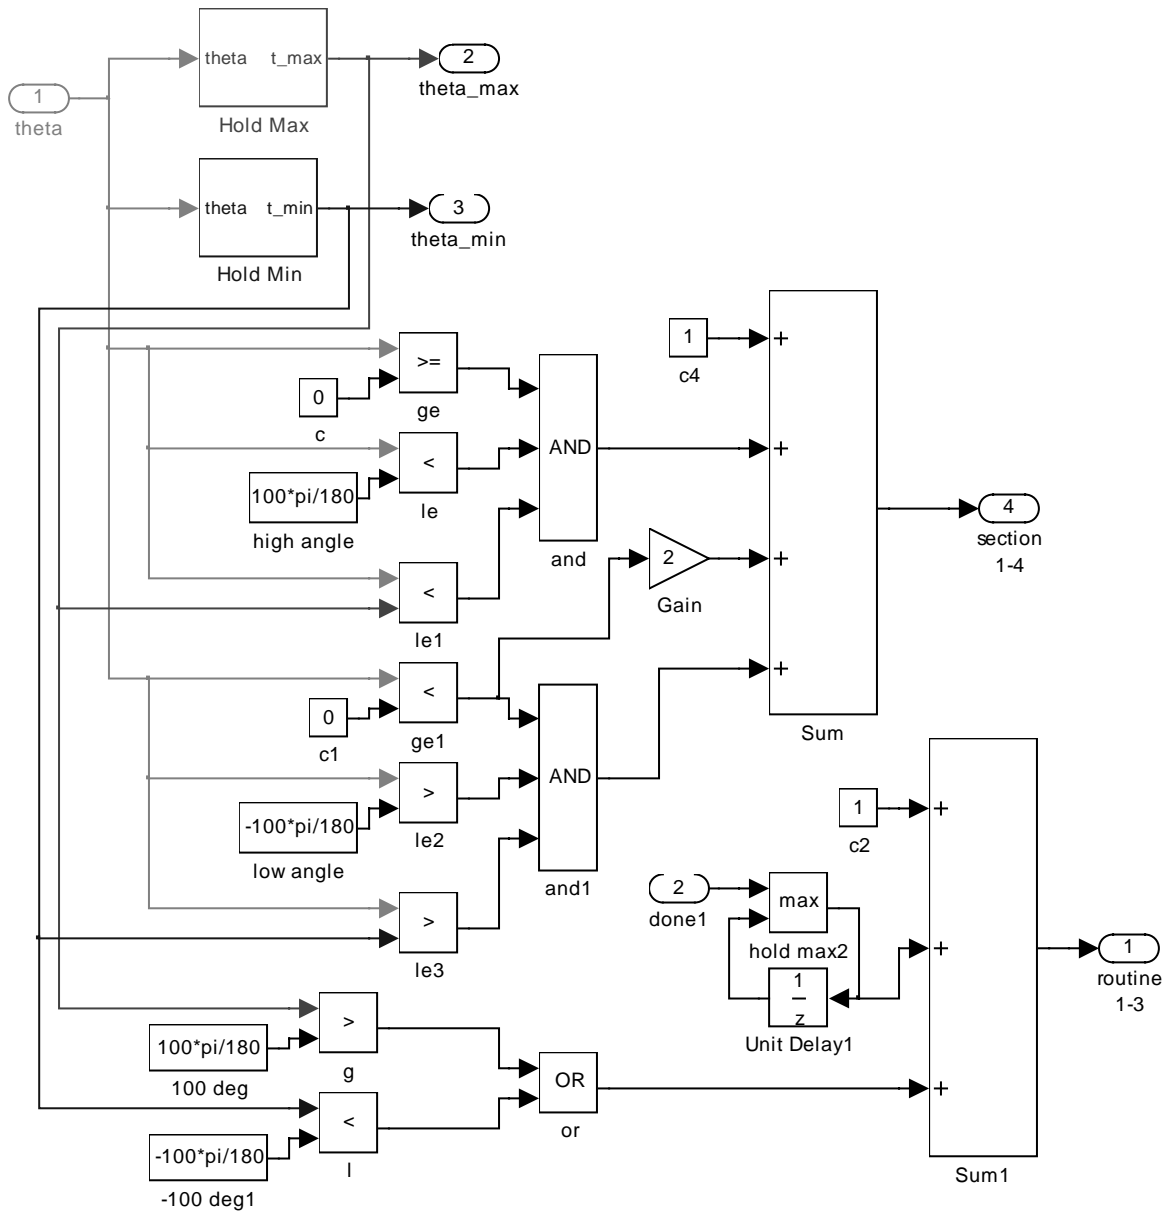 theta t_max
Hold Max
2
theta_max
1
theta
theta t_min
Hold Min
3
theta_min
>=
ge
0
c
<
le
100*pi/180
high angle
<
le1
AND
and
1
c4
2
Gain
+
+
+
+
Sum
4
section
1-4
<
ge1
0
c1
>
le2
-100*pi/180
low angle
>
le3
AND
and1
1
c2
2
done1
max
hold max2
1
z
Unit Delay1
+
+
+
Sum1
1
routine
1-3
>
g
100*pi/180
100 deg
<
l
-100*pi/180
-100 deg1
OR
or